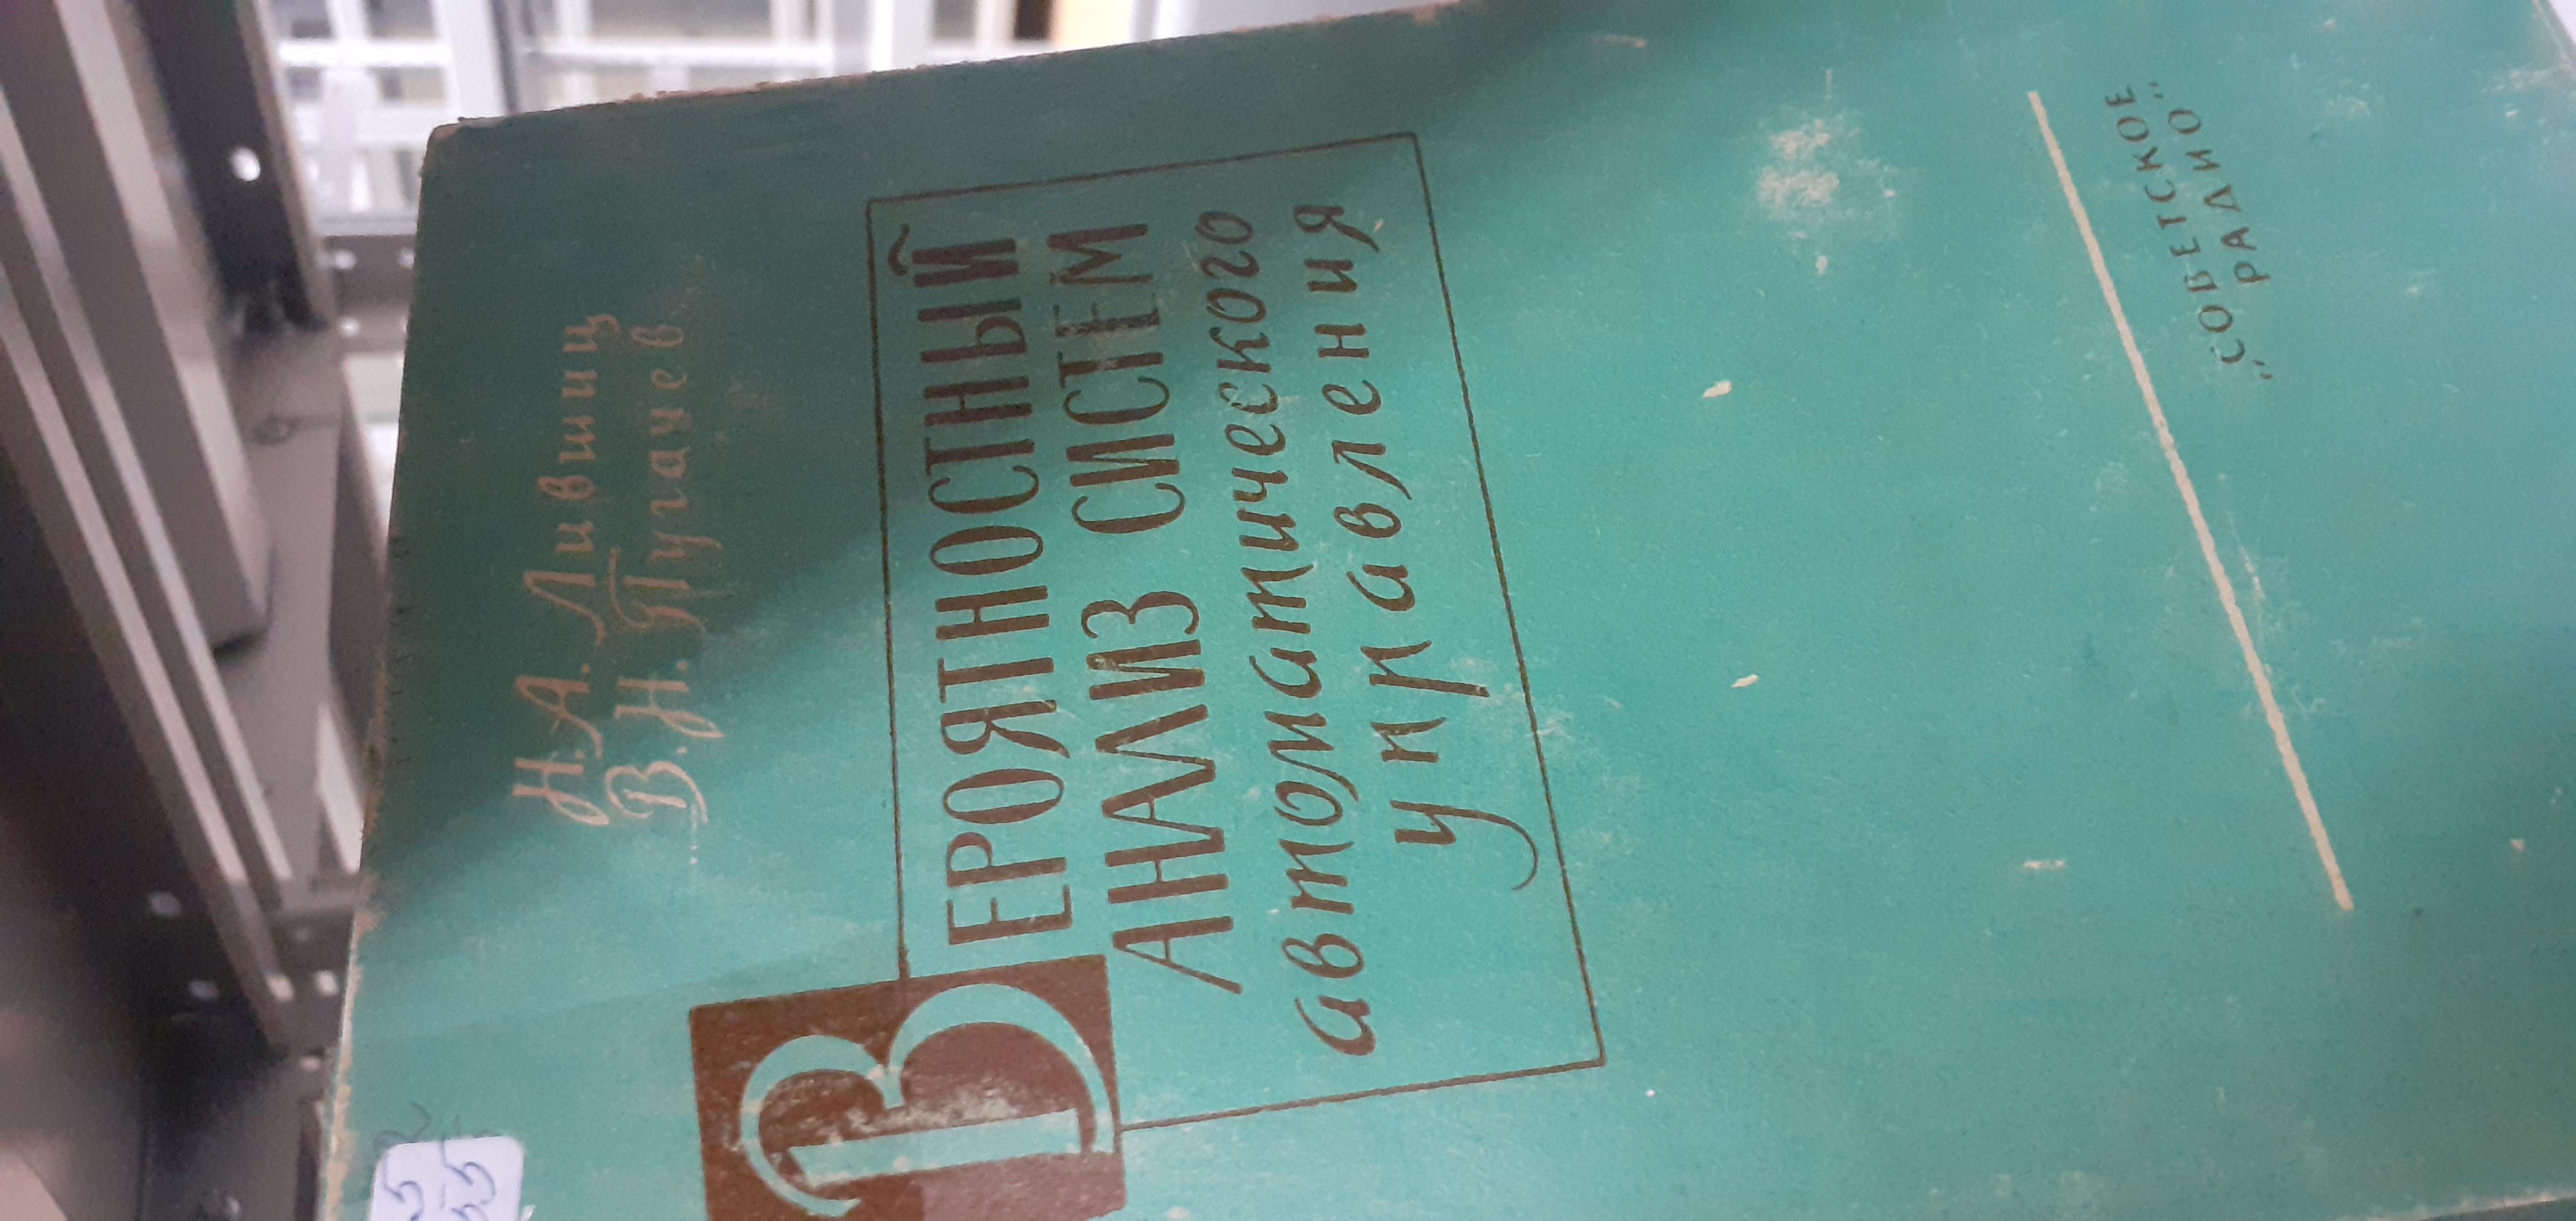 Н.А. Лившиц
В.Н. Пугачев
ВЕРОЯТНОСТНЫЙ
АНАЛИЗ СИСТЕМ
автоматического
управления
„СОВЕТСКОЕ
РАДИО"